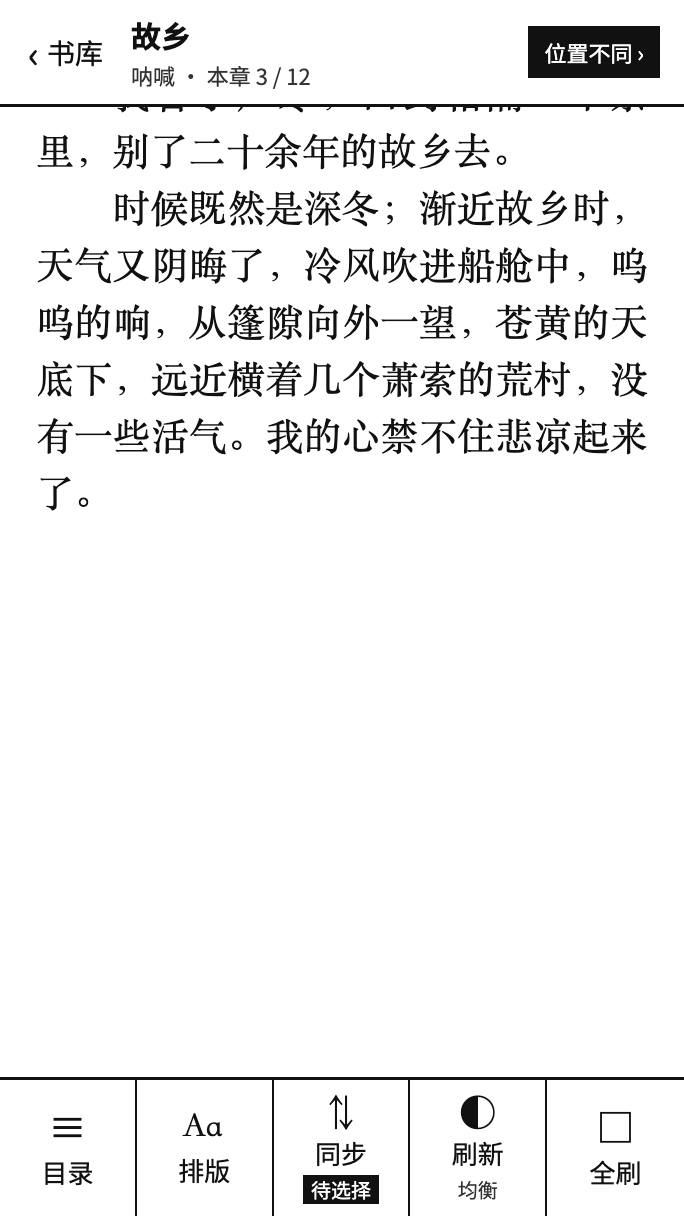 ‹ 书库
故乡
呐喊 · 本章 3 / 12
位置不同 ›
里，别了二十余年的故乡去。
时候既然是深冬；渐近故乡时，
天气又阴晦了，冷风吹进船舱中，呜
呜的响，从篷隙向外一望，苍黄的天
底下，远近横着几个萧索的荒村，没
有一些活气。我的心禁不住悲凉起来
了。
目录
Aa
排版
同步
待选择
刷新
均衡
全刷